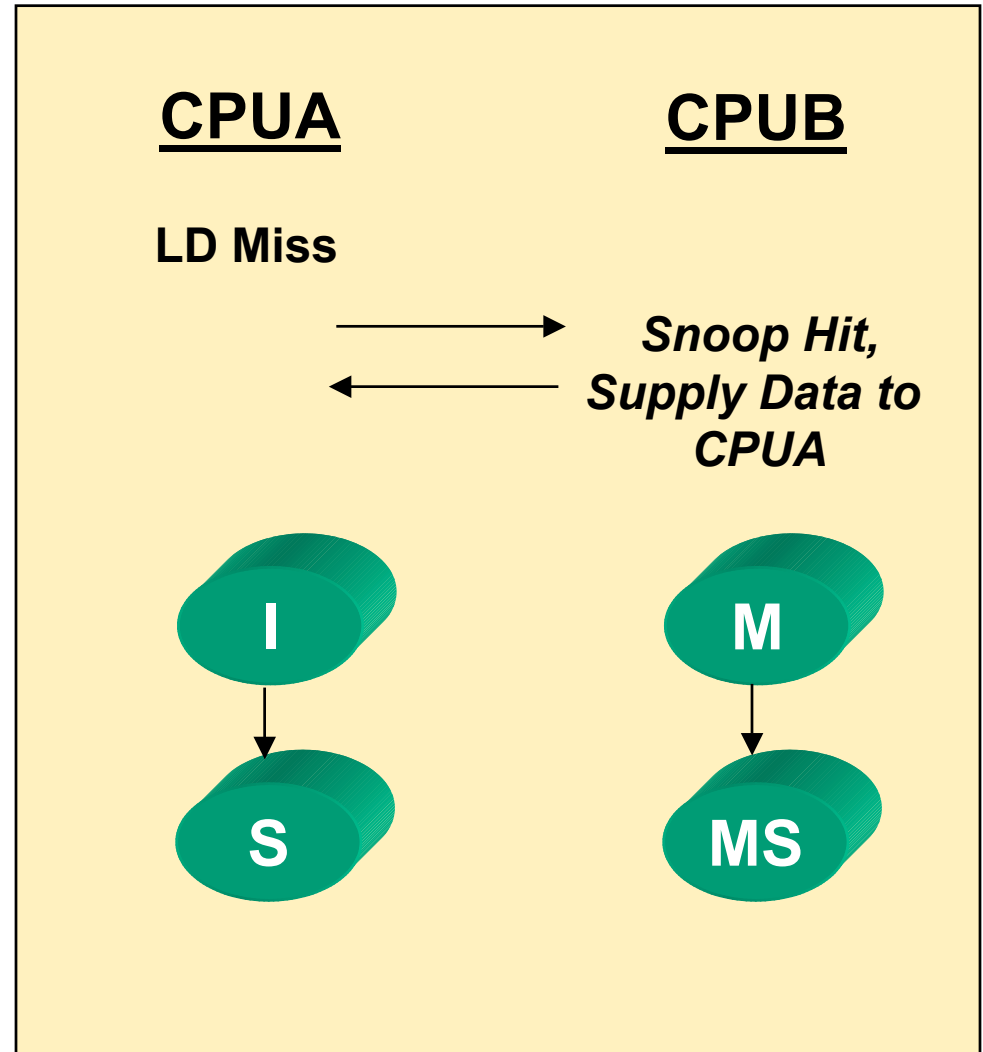 CPUA
CPUB
LD Miss
Snoop Hit,
Supply Data to
CPUA
I
M
S
MS